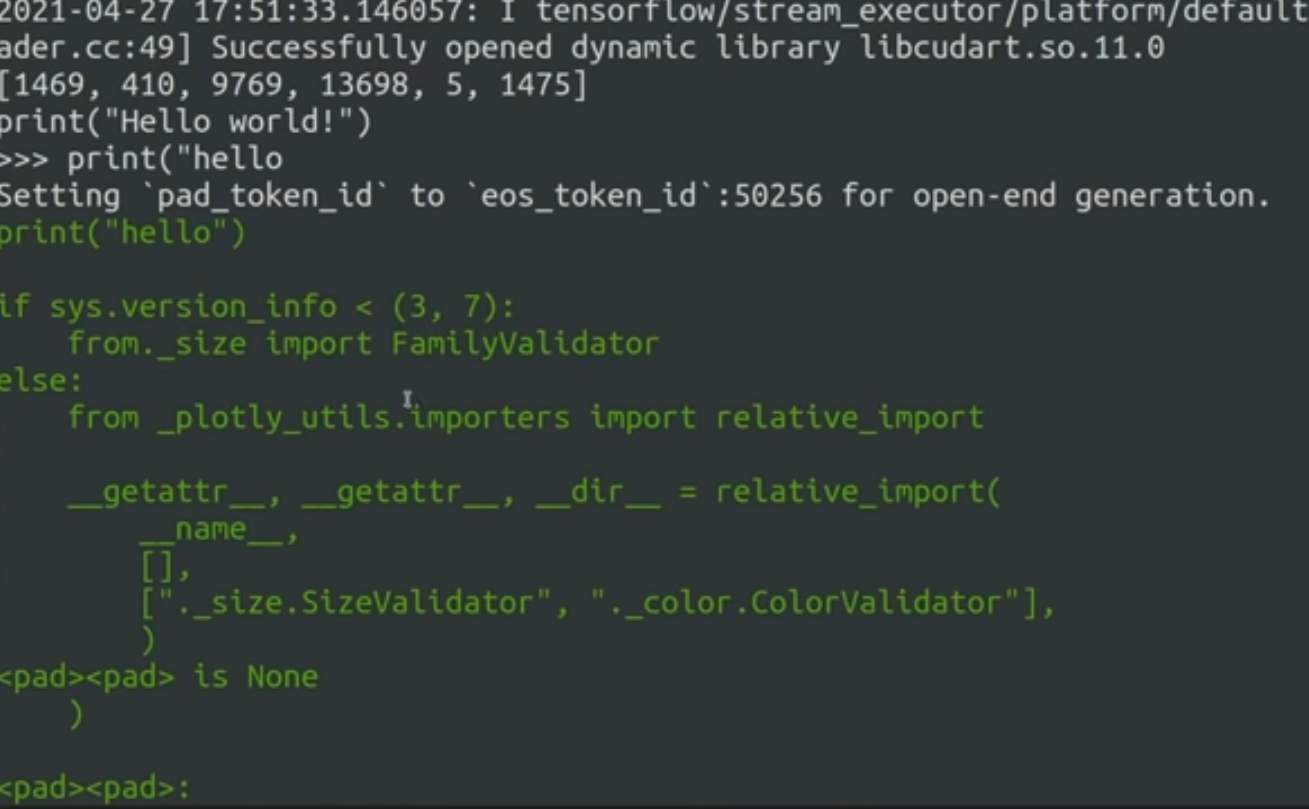 2021-04-27 17:51:33.146057: I tensorflow/stream_executor/platform/default
ader.cc:49] Successfully opened dynamic library libcudart.so.11.0
[1469, 410, 9769, 13698, 5, 1475]
print("Hello world!")
>>> print("hello
Setting `pad_token_id` to `eos_token_id`:50256 for open-end generation.
print("hello")
if sys.version_info < (3, 7):
    from._size import FamilyValidator
else:
    from _plotly_utils.importers import relative_import
    __getattr__, __getattr__, __dir__ = relative_import(
        __name__,
        [],
        ["._size.SizeValidator", "._color.ColorValidator"],
        )
<pad><pad> is None
    )
<pad><pad>: